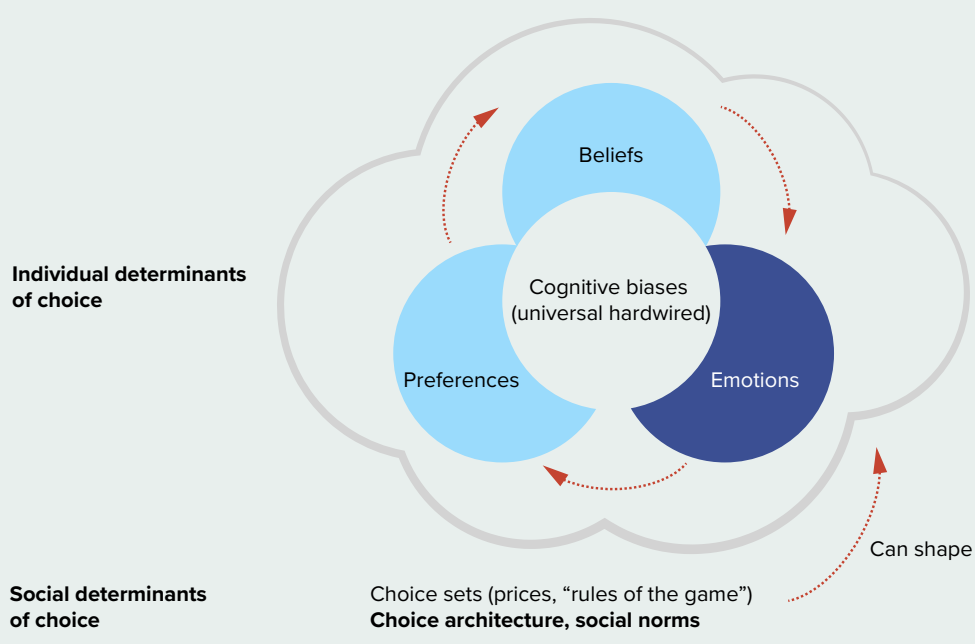 Beliefs
Individual determinants
of choice
Cognitive biases
(universal hardwired)
Preferences
Emotions
Can shape
Social determinants
of choice
Choice sets (prices, “rules of the game”)
Choice architecture, social norms